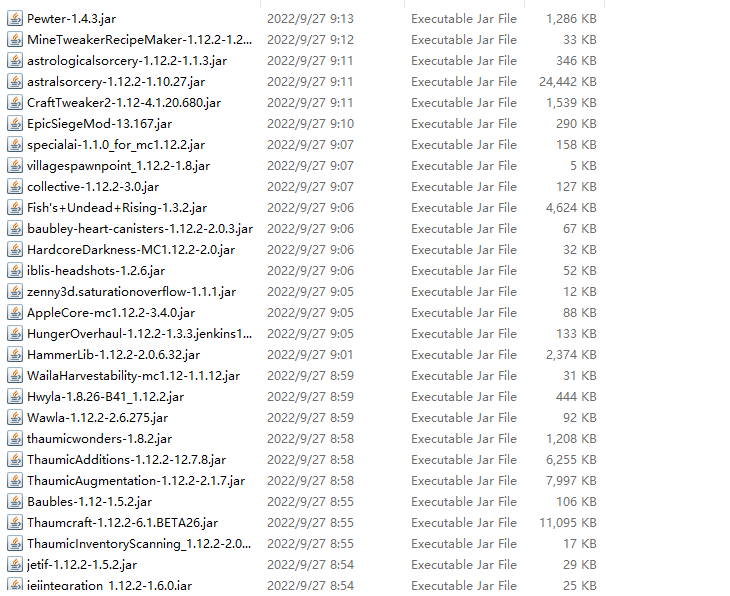 Pewter-1.4.3.jar 2022/9/27 9:13 Executable Jar File 1,286 KB
MineTweakerRecipeMaker-1.12.2-1.2... 2022/9/27 9:12 Executable Jar File 33 KB
astrologicalsorcery-1.12.2-1.1.3.jar 2022/9/27 9:11 Executable Jar File 346 KB
astralsorcery-1.12.2-1.10.27.jar 2022/9/27 9:11 Executable Jar File 24,442 KB
CraftTweaker2-1.12-4.1.20.680.jar 2022/9/27 9:11 Executable Jar File 1,539 KB
EpicSiegeMod-13.167.jar 2022/9/27 9:10 Executable Jar File 290 KB
specialai-1.1.0_for_mc1.12.2.jar 2022/9/27 9:07 Executable Jar File 158 KB
villagespawnpoint_1.12.2-1.8.jar 2022/9/27 9:07 Executable Jar File 5 KB
collective-1.12.2-3.0.jar 2022/9/27 9:07 Executable Jar File 127 KB
Fish's+Undead+Rising-1.3.2.jar 2022/9/27 9:06 Executable Jar File 4,624 KB
baubley-heart-canisters-1.12.2-2.0.3.jar 2022/9/27 9:06 Executable Jar File 67 KB
HardcoreDarkness-MC1.12.2-2.0.jar 2022/9/27 9:06 Executable Jar File 32 KB
iblis-headshots-1.2.6.jar 2022/9/27 9:06 Executable Jar File 52 KB
zenny3d.saturationoverflow-1.1.1.jar 2022/9/27 9:05 Executable Jar File 12 KB
AppleCore-mc1.12.2-3.4.0.jar 2022/9/27 9:05 Executable Jar File 88 KB
HungerOverhaul-1.12.2-1.3.3.jenkins1... 2022/9/27 9:05 Executable Jar File 133 KB
HammerLib-1.12.2-2.0.6.32.jar 2022/9/27 9:01 Executable Jar File 2,374 KB
WailaHarvestability-mc1.12-1.1.12.jar 2022/9/27 8:59 Executable Jar File 31 KB
Hwyla-1.8.26-B41_1.12.2.jar 2022/9/27 8:59 Executable Jar File 444 KB
Wawla-1.12.2-2.6.275.jar 2022/9/27 8:59 Executable Jar File 92 KB
thaumicwonders-1.8.2.jar 2022/9/27 8:58 Executable Jar File 1,208 KB
ThaumicAdditions-1.12.2-12.7.8.jar 2022/9/27 8:58 Executable Jar File 6,255 KB
ThaumicAugmentation-1.12.2-2.1.7.jar 2022/9/27 8:58 Executable Jar File 7,997 KB
Baubles-1.12-1.5.2.jar 2022/9/27 8:55 Executable Jar File 106 KB
Thaumcraft-1.12.2-6.1.BETA26.jar 2022/9/27 8:55 Executable Jar File 11,095 KB
ThaumicInventoryScanning_1.12.2-2.0... 2022/9/27 8:55 Executable Jar File 17 KB
jetif-1.12.2-1.5.2.jar 2022/9/27 8:54 Executable Jar File 29 KB
jeiintegration_1.12.2-1.6.0.jar 2022/9/27 8:54 Executable Jar File 25 KB